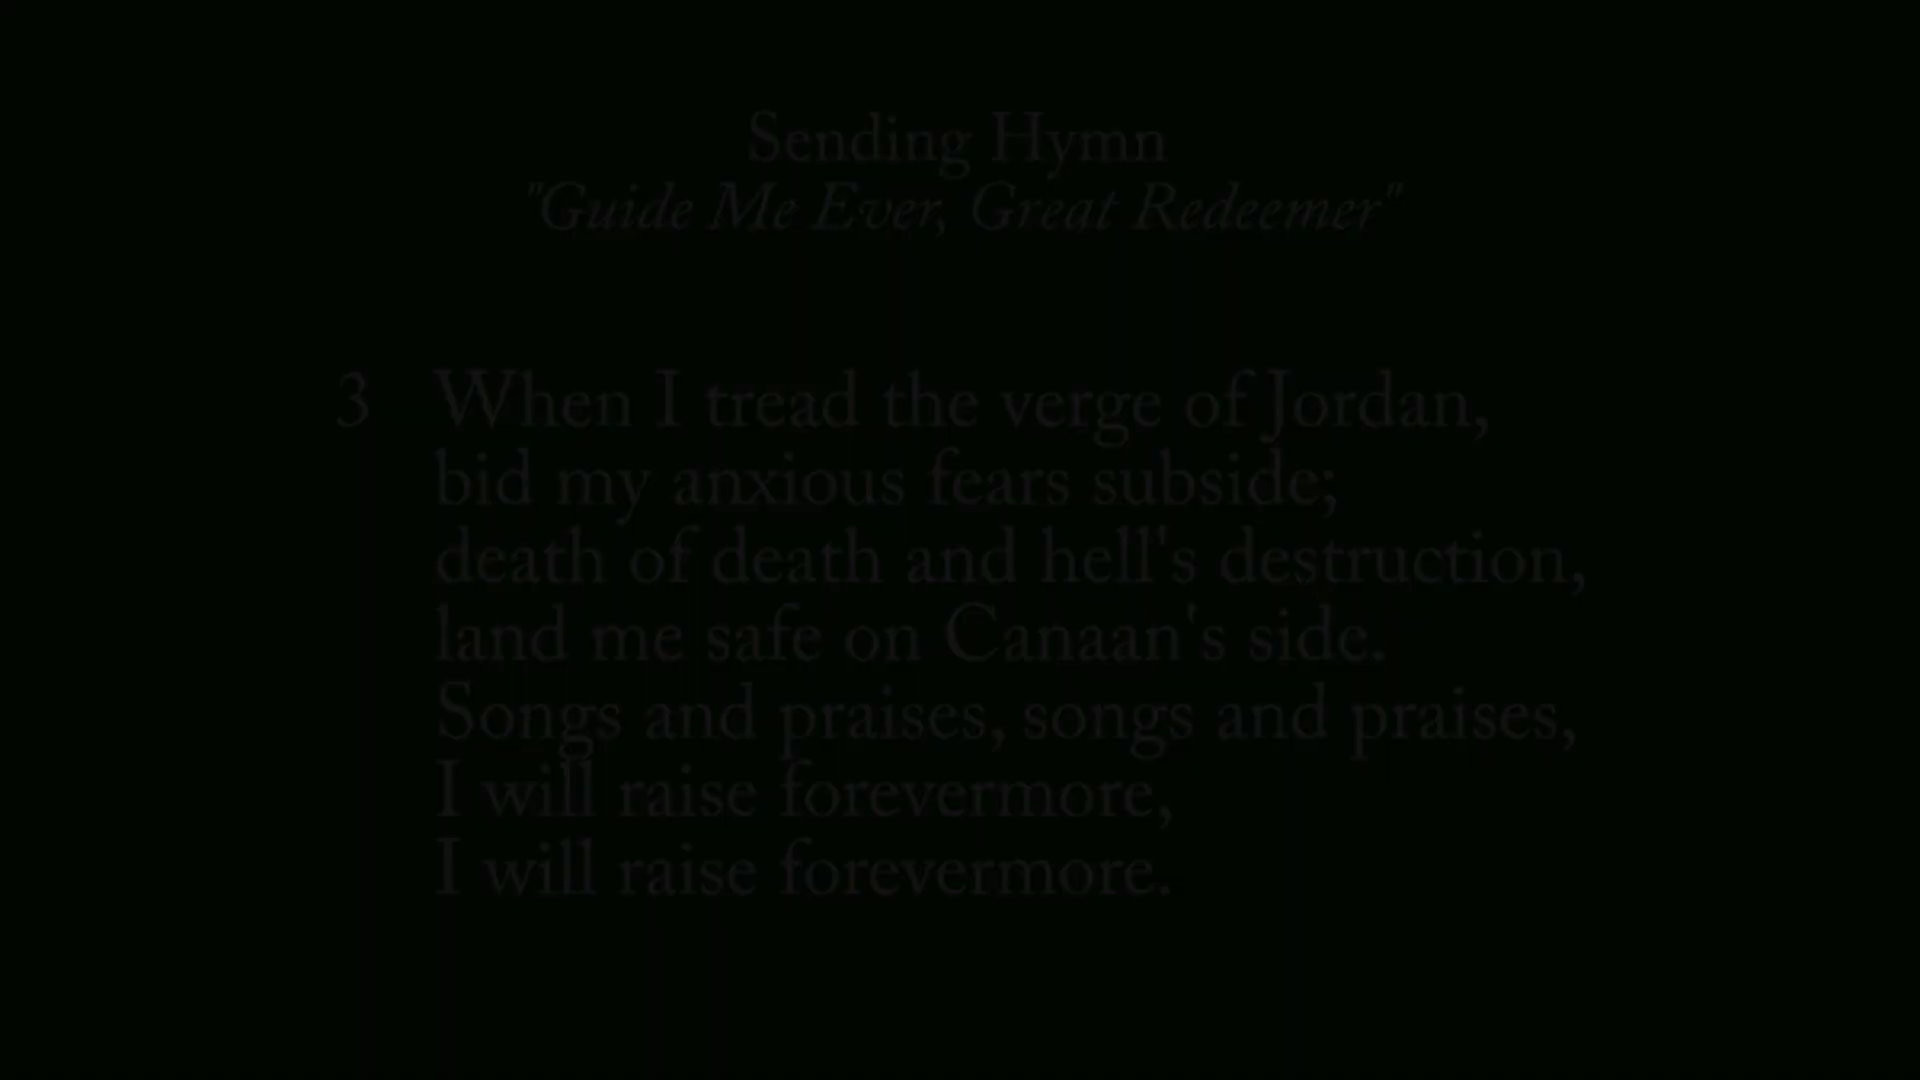 Sending Hymn
"Guide Me Ever, Great Redeemer"
3 When I tread the verge of Jordan,
bid my anxious fears subside;
death of death and hell's destruction,
land me safe on Canaan's side.
Songs and praises, songs and praises,
I will raise forevermore,
I will raise forevermore.